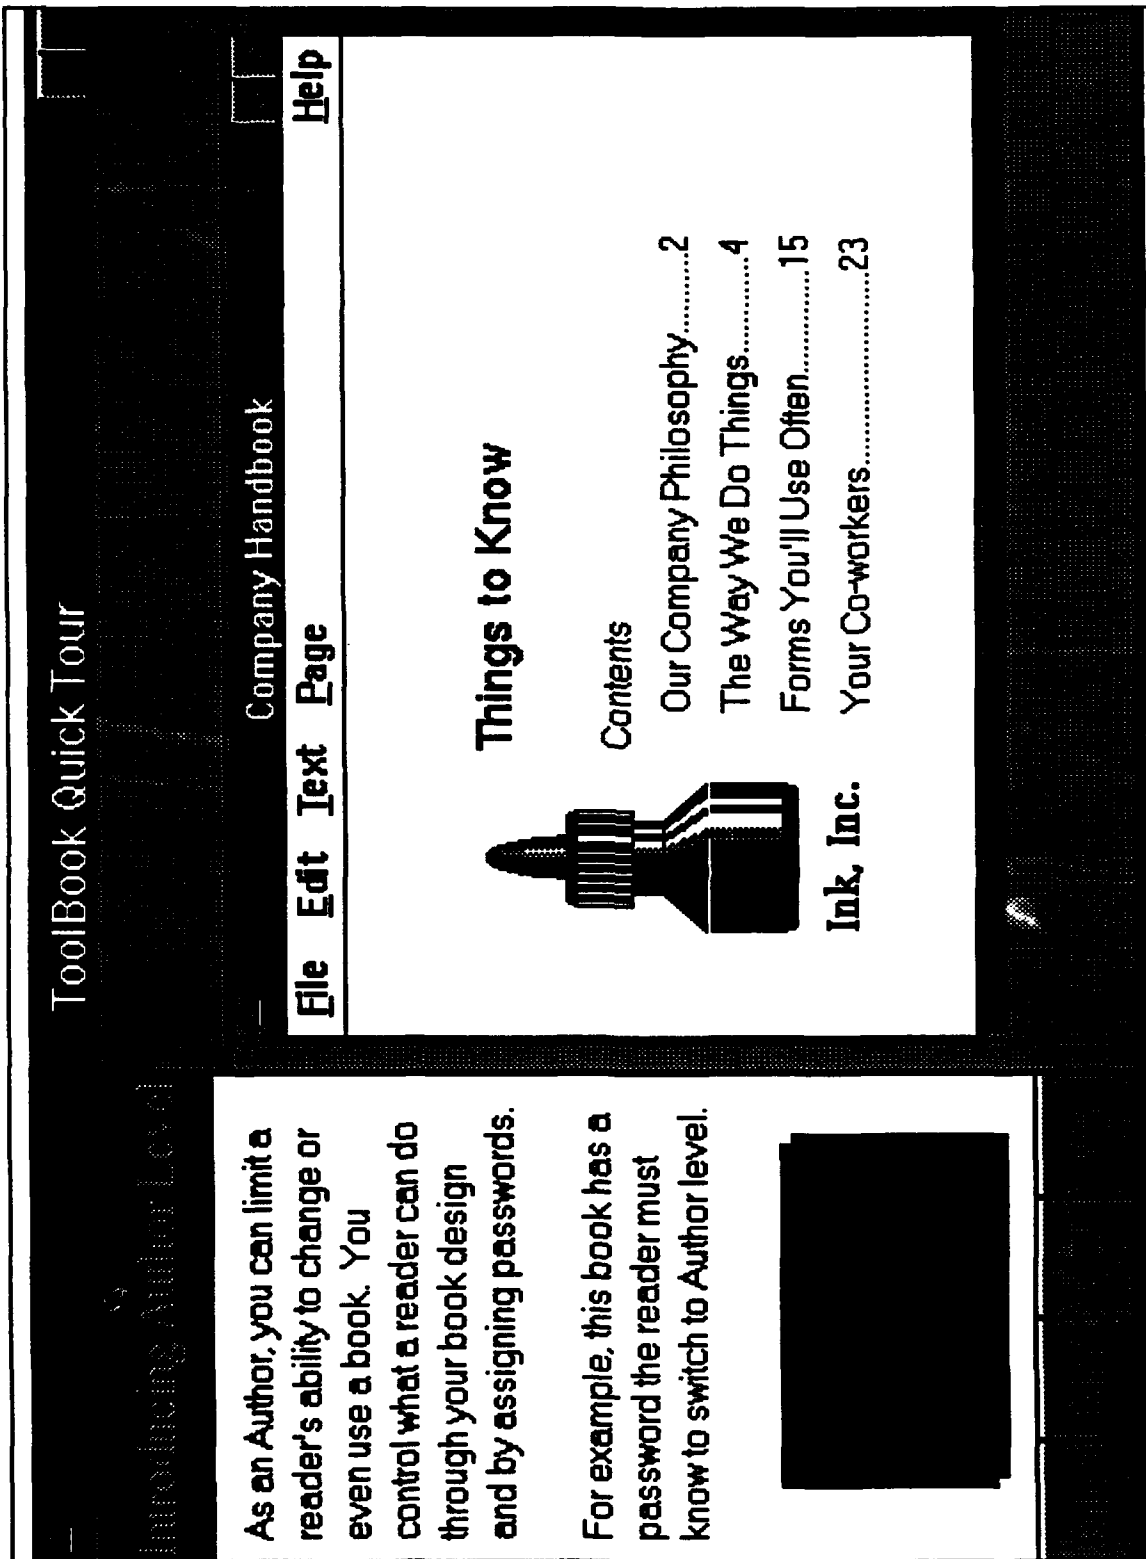 ToolBook Quick Tour
Introducing Author Level
As an Author, you can limit a
reader's ability to change or
even use a book. You
control what a reader can do
through your book design
and by assigning passwords.
For example, this book has a
password the reader must
know to switch to Author level.
Company Handbook
File Edit Text Page Help
Things to Know
Contents
Our Company Philosophy..........2
The Way We Do Things...........4
Forms You'll Use Often.............15
Your Co-workers..........................23
Ink, Inc.